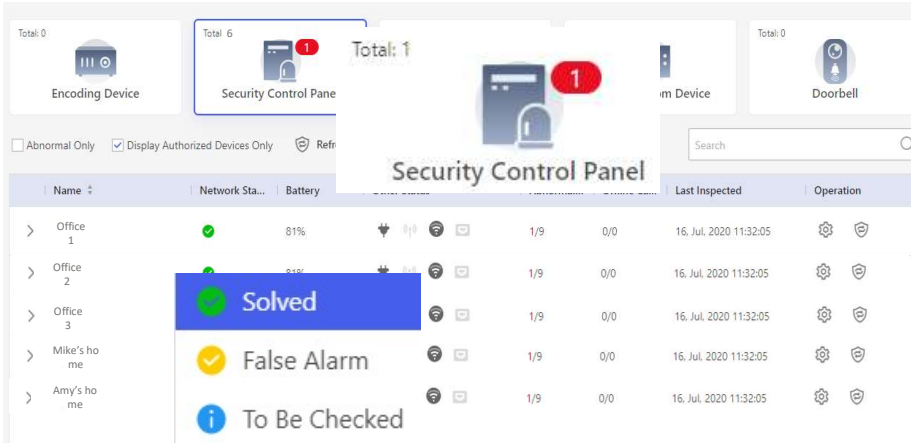 Total: 0
Total 6
1
Total: 1
1
Total: 0
Encoding Device
Security Control Pane
Security Control Panel
m Device
Doorbell
Abnormal Only
Display Authorized Devices Only
Refr
Search
Name
Network Sta...
Battery
Last Inspected
Operation
Office
1
81%
1/9
0/0
16, Jul, 2020 11:32:05
Office
2
1/9
0/0
16, Jul, 2020 11:32:05
Solved
Office
3
1/9
0/0
16, Jul, 2020 11:32:05
False Alarm
Mike's ho
me
1/9
0/0
16, Jul, 2020 11:32:05
To Be Checked
Amy's ho
me
1/9
0/0
16, Jul, 2020 11:32:05